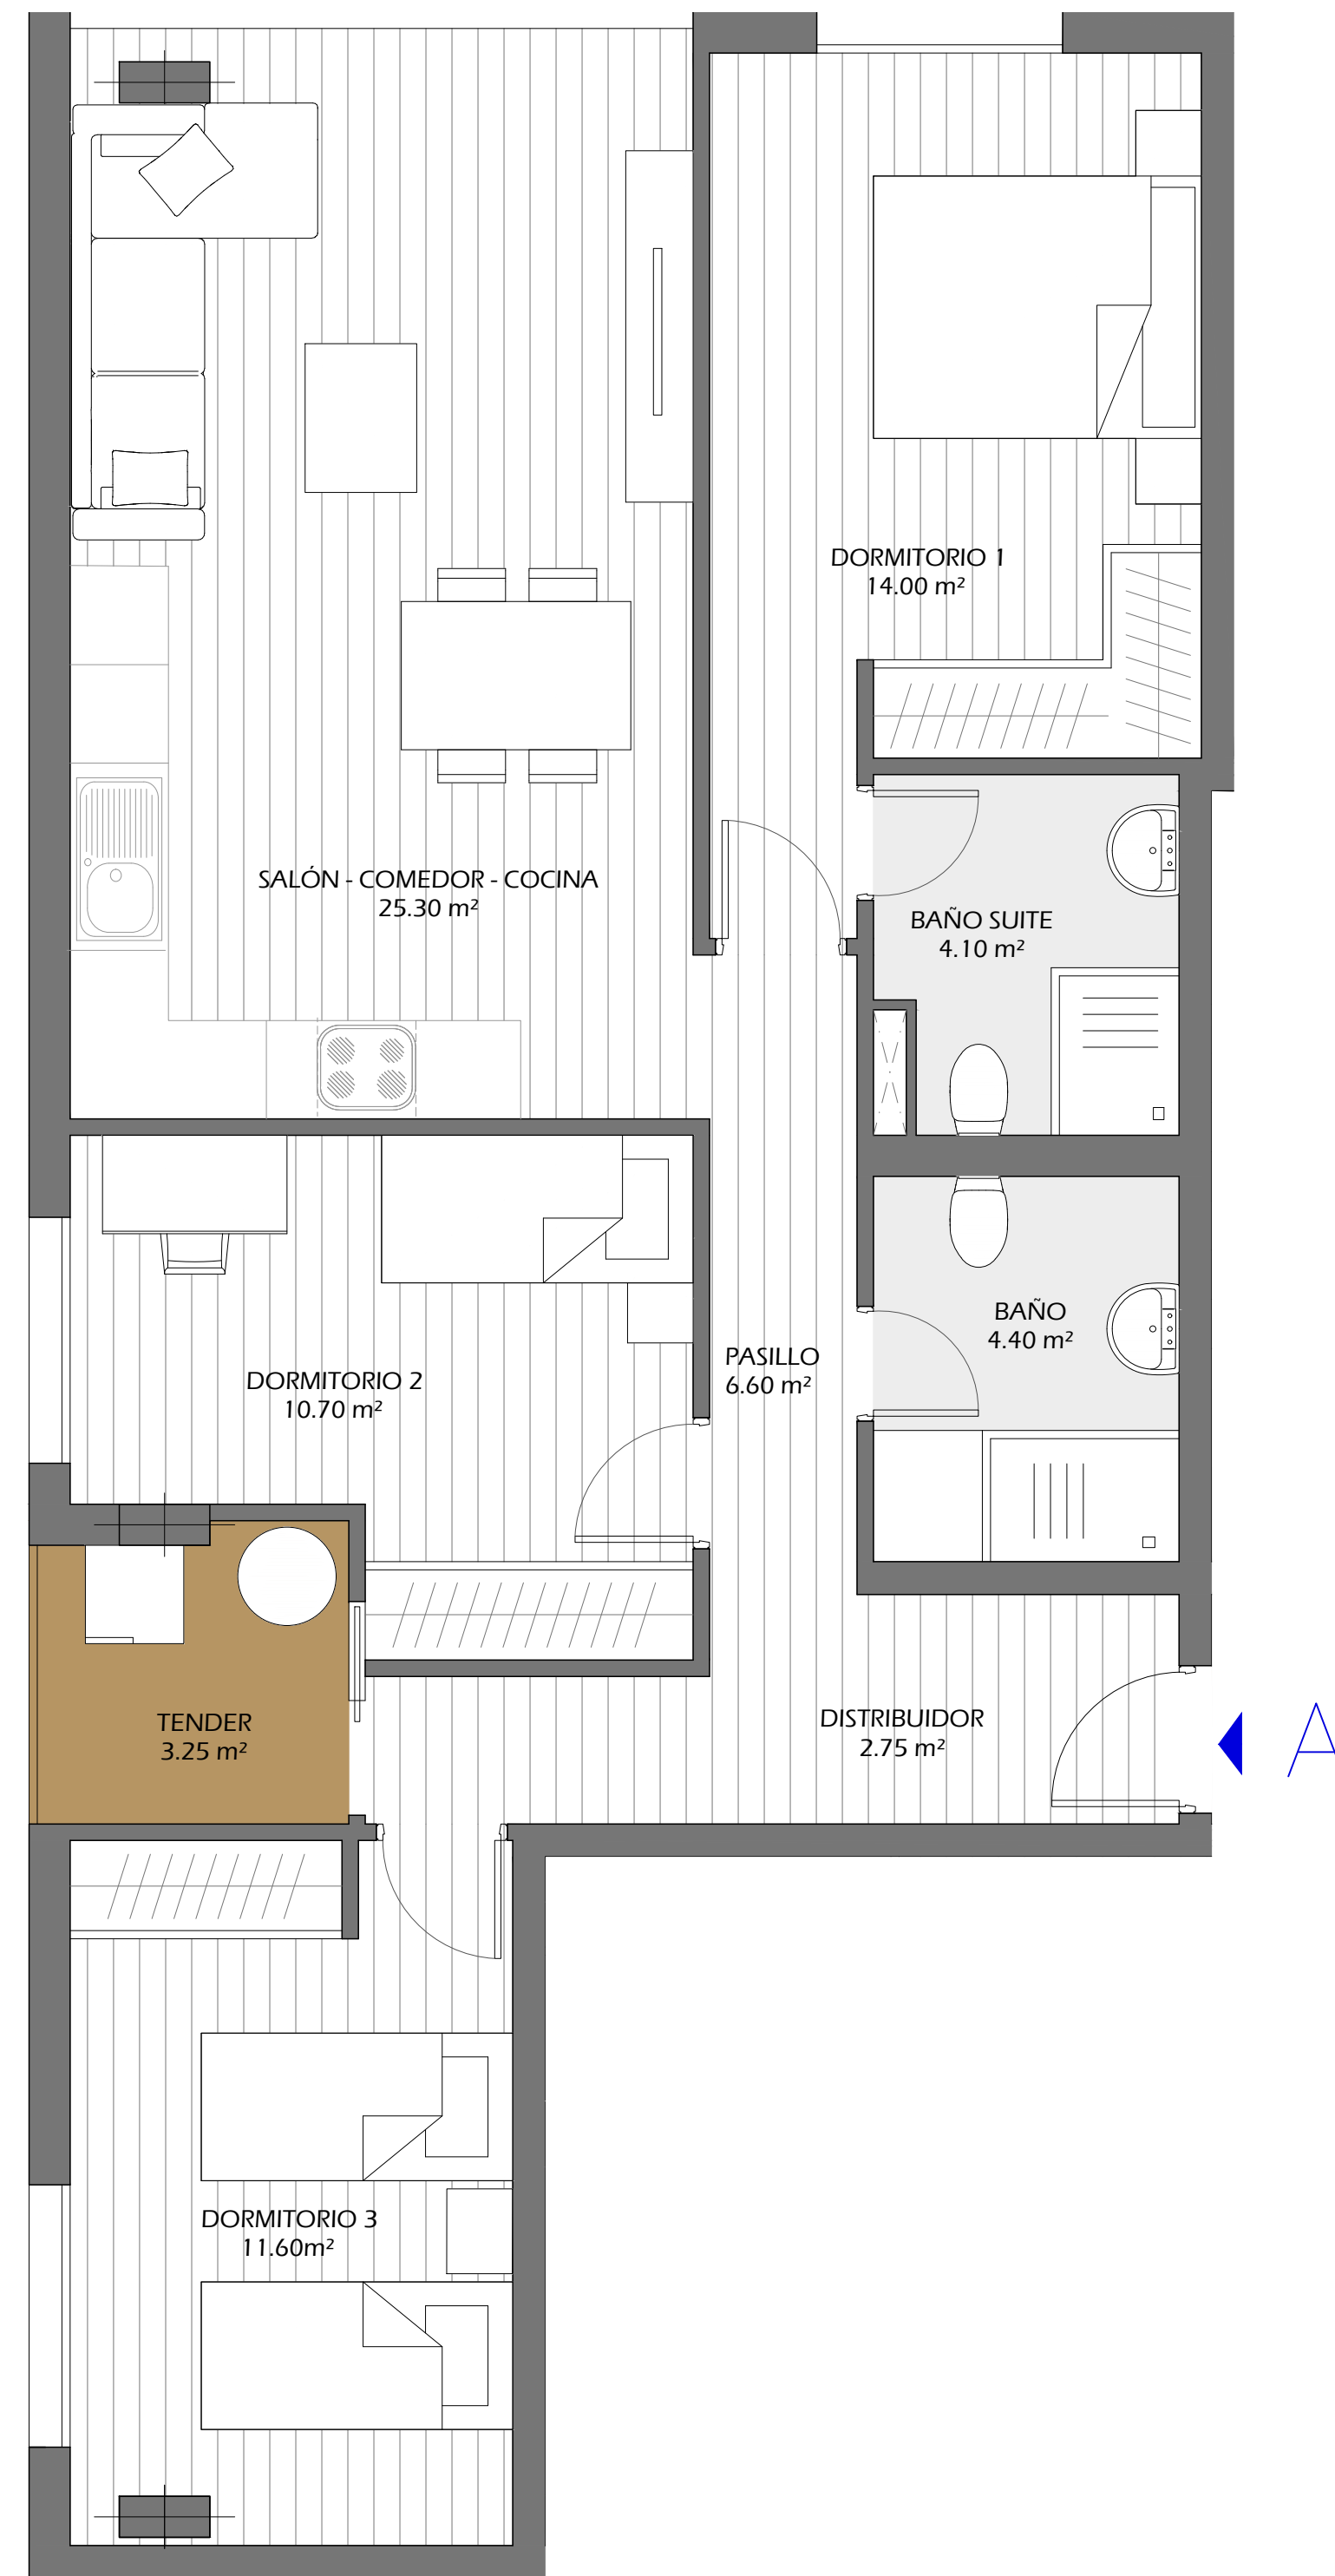 DORMITORIO 1
14.00 m²
SALÓN - COMEDOR - COCINA
25.30 m²
BAÑO SUITE
4.10 m²
BAÑO
4.40 m²
PASILLO
6.60 m²
DORMITORIO 2
10.70 m²
TENDER
3.25 m²
DISTRIBUIDOR
2.75 m²
A
DORMITORIO 3
11.60m²